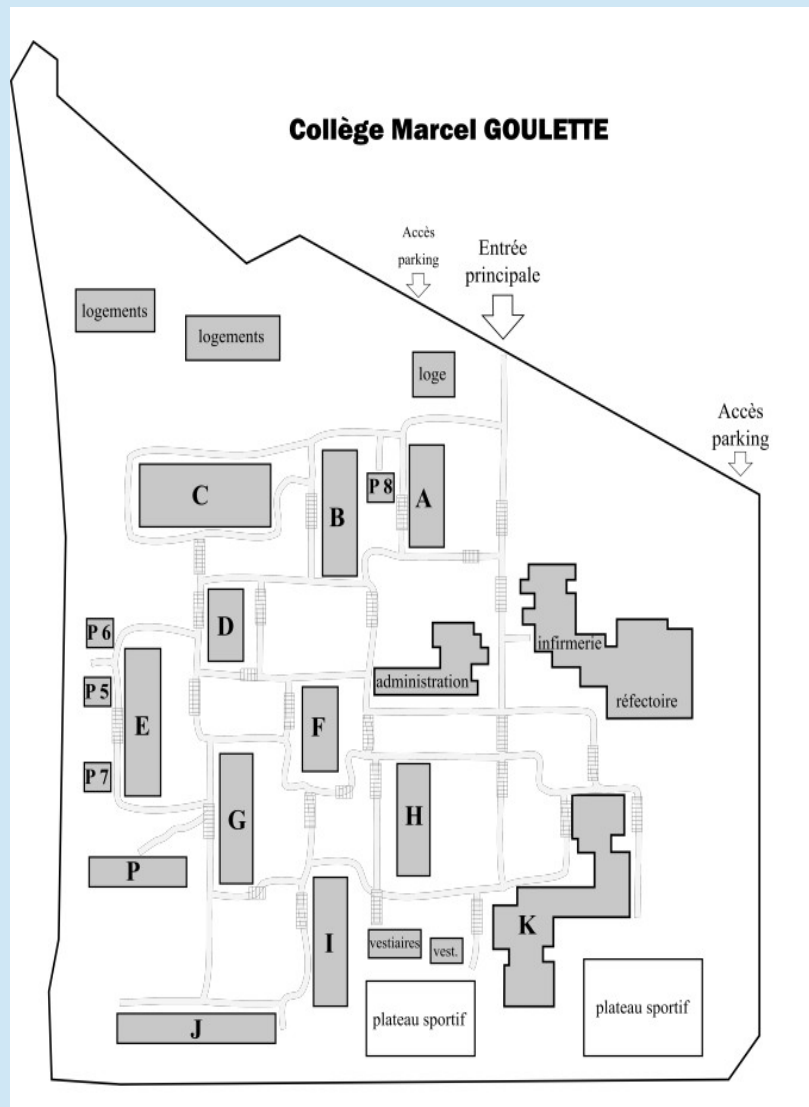 Collège Marcel GOULETTE
Accès
parking
Entrée
principale
logements
logements
loge
Accès
parking
C
B
P 8
A
D
P 6
infirmerie
administration
réfectoire
P 5
E
F
P 7
G
H
P
I
vestiaires
vest.
K
J
plateau sportif
plateau sportif